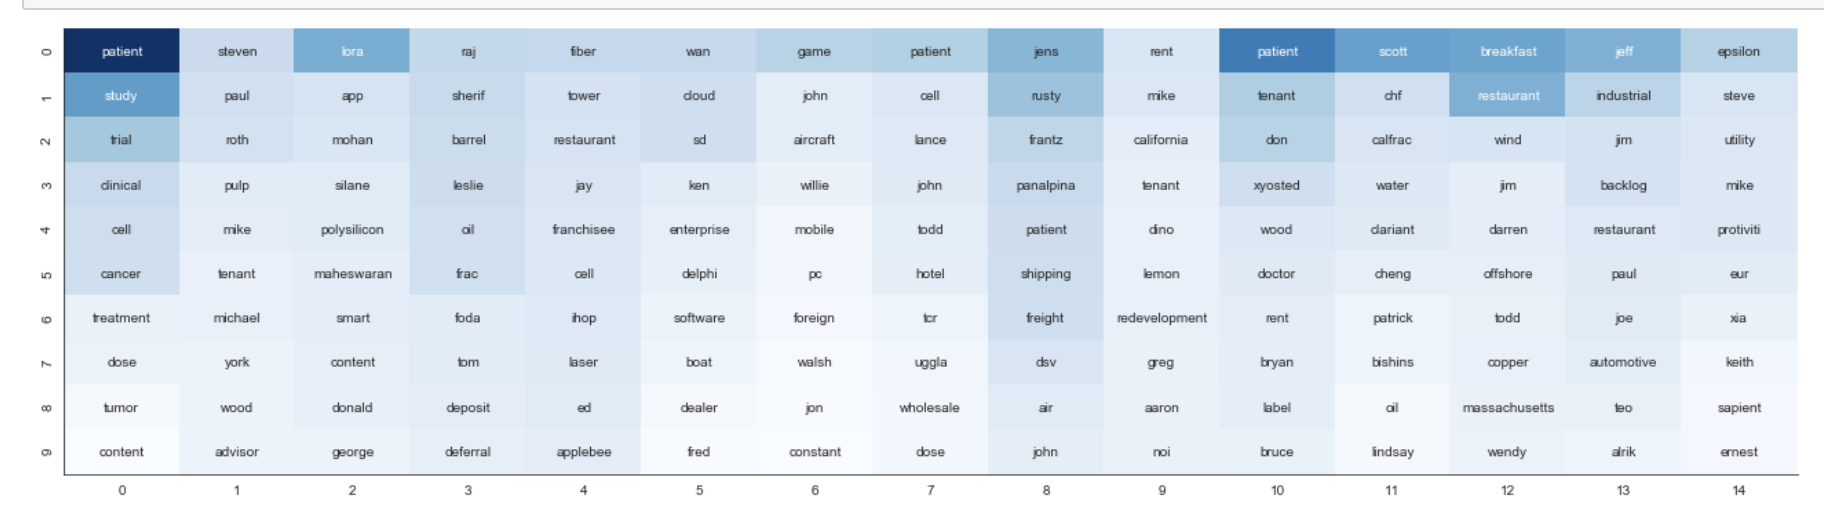 0 patient steven lora raj fiber wan game patient jens rent patient scott breakfast jeff epsilon
1 study paul app sherif tower cloud john cell rusty mike tenant chf restaurant industrial steve
2 trial roth mohan barrel restaurant sd aircraft lance frantz california don calfrac wind jim utility
3 clinical pulp silane leslie jay ken willie john panalpina tenant xyosted water jim backlog mike
4 cell mike polysilicon oil franchisee enterprise mobile todd patient dino wood clariant darren restaurant protiviti
5 cancer tenant maheswaran frac cell delphi pc hotel shipping lemon doctor cheng offshore paul eur
6 treatment michael smart foda ihop software foreign tcr freight redevelopment rent patrick todd joe xia
7 dose york content tom laser boat walsh uggla dsv greg bryan bishins copper automotive keith
8 tumor wood donald deposit ed dealer jon wholesale air aaron label oil massachusetts teo sapient
9 content advisor george deferral applebee fred constant dose john noi bruce lindsay wendy alrik ernest
0 1 2 3 4 5 6 7 8 9 10 11 12 13 14